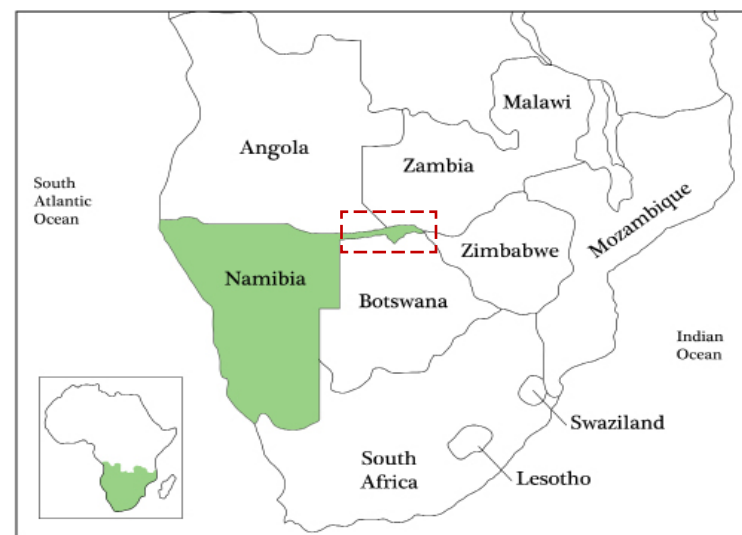 Malawi
Angola
Zambia
South
Atlantic
Ocean
Mozambique
Zimbabwe
Namibia
Botswana
Indian
Ocean
Swaziland
South
Africa
Lesotho